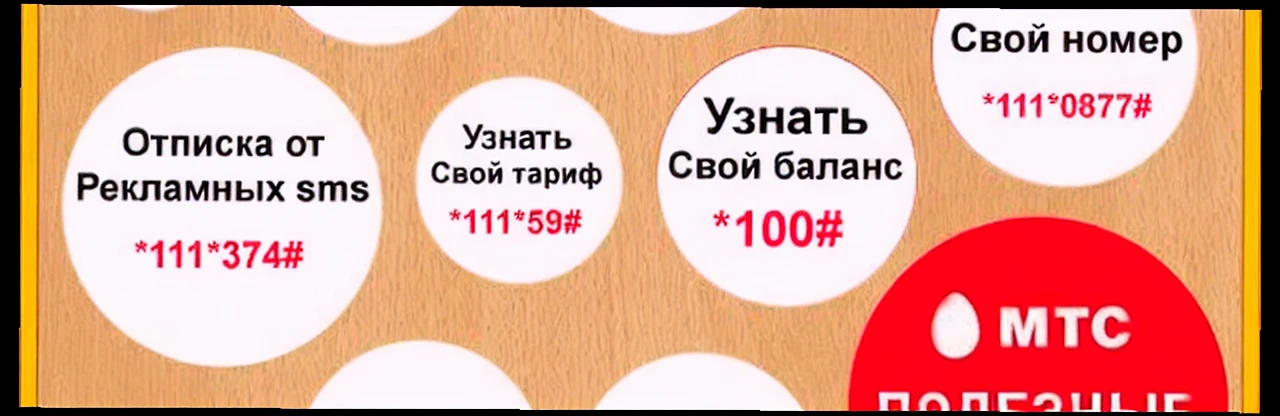 Отписка от
Рекламных sms
*111*374#
Узнать
Свой тариф
*111*59#
Узнать
Свой баланс
*100#
Свой номер
*111*0877#
МТС
ПОЛЕЗНЫЕ